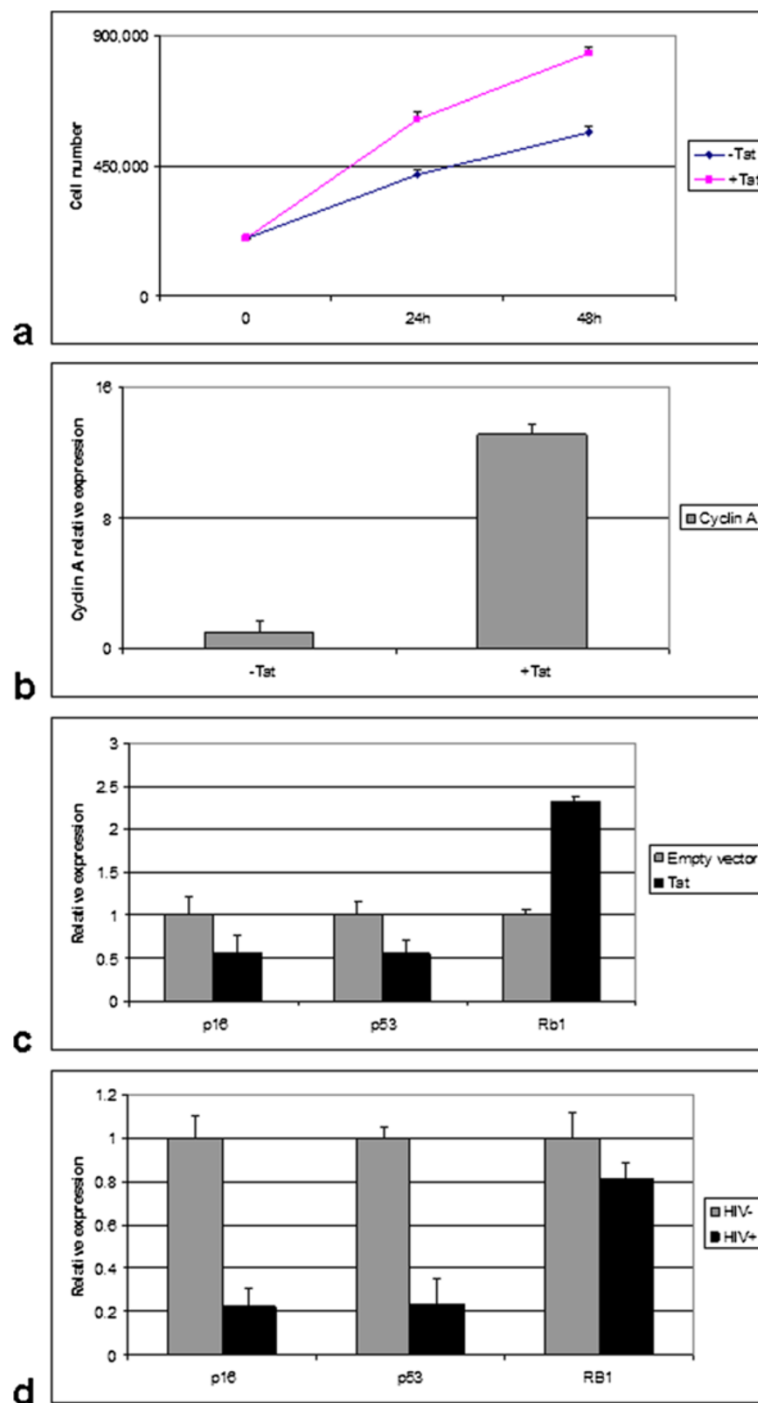 900,000
450,000
0
Cell number
0 24h 48h
-Tat
+Tat
a
16
8
0
Cyclin A relative expression
-Tat +Tat
Cyclin A
b
3
2.5
2
1.5
1
0.5
0
Relative expression
p16 p53 Rb1
Empty vector
Tat
c
1.2
1
0.8
0.6
0.4
0.2
0
Relative expression
p16 p53 RB1
HIV-
HIV+
d